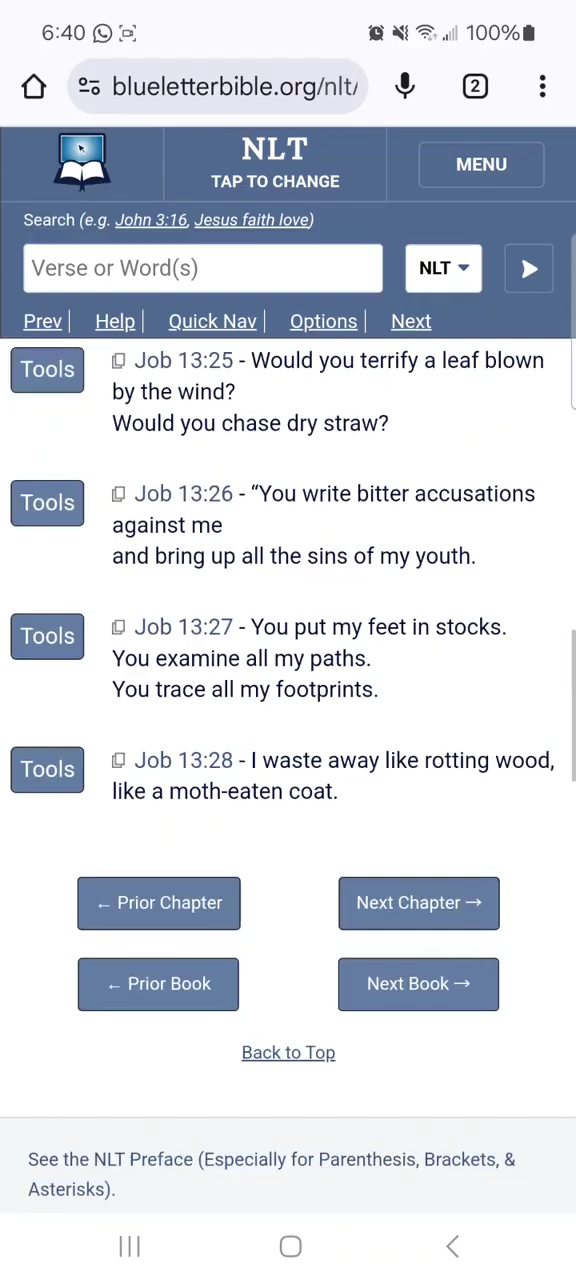 6:40 100%
2
blueletterbible.org/nlt/
NLT
TAP TO CHANGE
MENU
Search (e.g. John 3:16, Jesus faith love)
Verse or Word(s)
NLT
Prev | Help | Quick Nav | Options | Next
Tools
Job 13:25 - Would you terrify a leaf blown
by the wind?
Would you chase dry straw?
Tools
Job 13:26 - “You write bitter accusations
against me
and bring up all the sins of my youth.
Tools
Job 13:27 - You put my feet in stocks.
You examine all my paths.
You trace all my footprints.
Tools
Job 13:28 - I waste away like rotting wood,
like a moth-eaten coat.
← Prior Chapter
Next Chapter →
← Prior Book
Next Book →
Back to Top
See the NLT Preface (Especially for Parenthesis, Brackets, &
Asterisks).